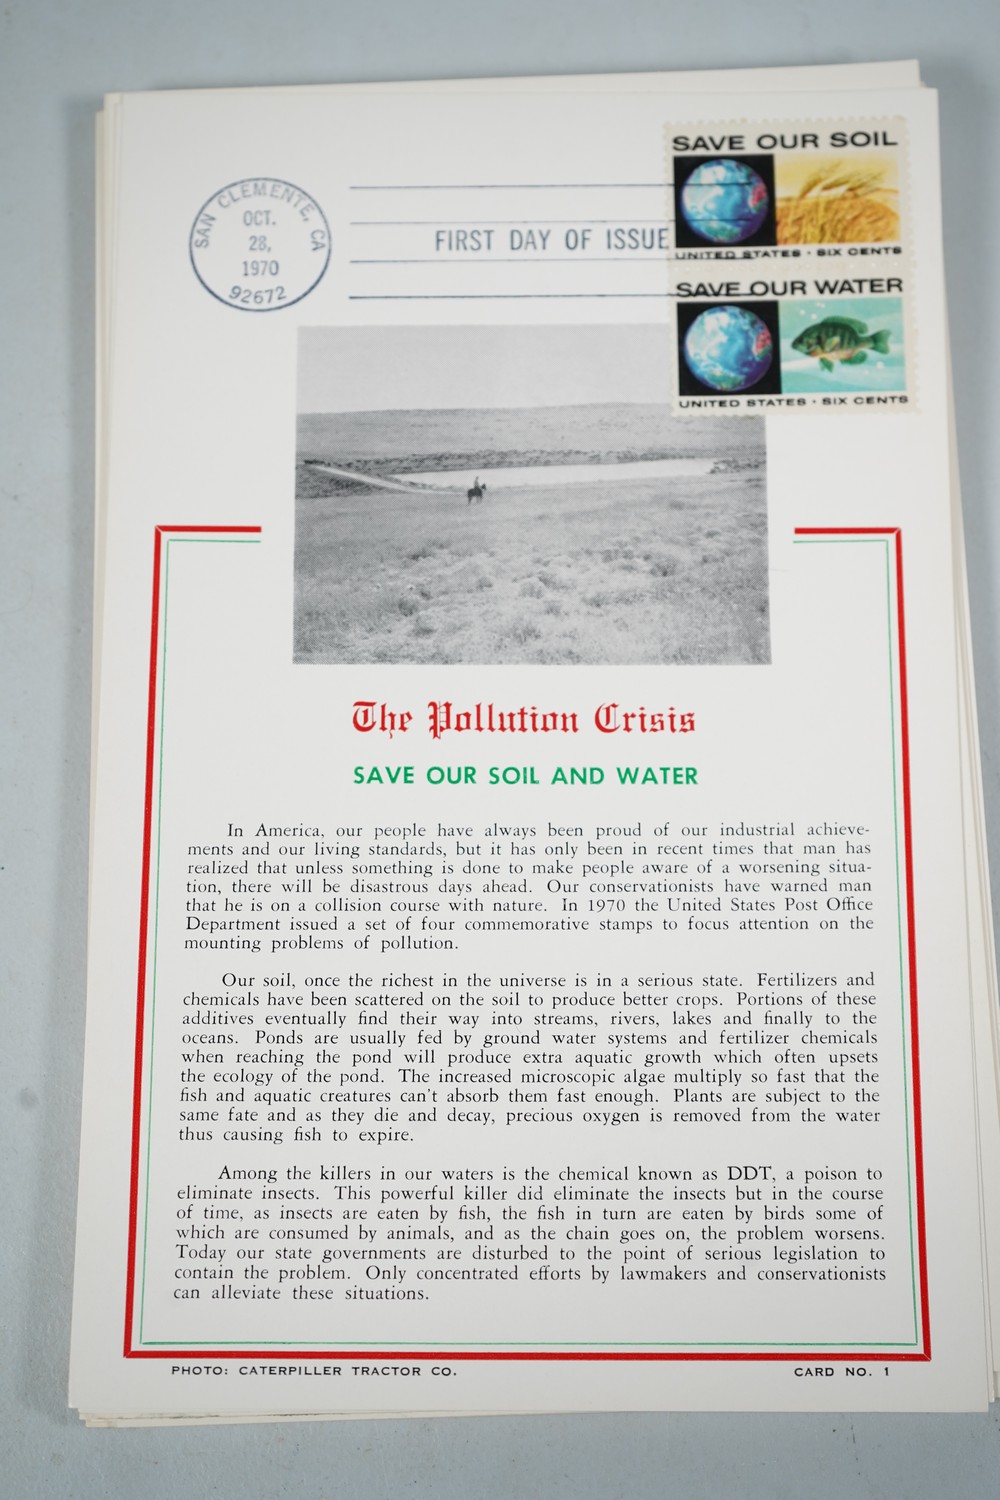 SAN CLEMENTE, CA
OCT.
28,
1970
92672
FIRST DAY OF ISSUE
SAVE OUR SOIL
UNITED STATES · SIX CENTS
SAVE OUR WATER
UNITED STATES · SIX CENTS
The Pollution Crisis
SAVE OUR SOIL AND WATER
In America, our people have always been proud of our industrial achieve-
ments and our living standards, but it has only been in recent times that man has
realized that unless something is done to make people aware of a worsening situa-
tion, there will be disastrous days ahead. Our conservationists have warned man
that he is on a collision course with nature. In 1970 the United States Post Office
Department issued a set of four commemorative stamps to focus attention on the
mounting problems of pollution.
Our soil, once the richest in the universe is in a serious state. Fertilizers and
chemicals have been scattered on the soil to produce better crops. Portions of these
additives eventually find their way into streams, rivers, lakes and finally to the
oceans. Ponds are usually fed by ground water systems and fertilizer chemicals
when reaching the pond will produce extra aquatic growth which often upsets
the ecology of the pond. The increased microscopic algae multiply so fast that the
fish and aquatic creatures can't absorb them fast enough. Plants are subject to the
same fate and as they die and decay, precious oxygen is removed from the water
thus causing fish to expire.
Among the killers in our waters is the chemical known as DDT, a poison to
eliminate insects. This powerful killer did eliminate the insects but in the course
of time, as insects are eaten by fish, the fish in turn are eaten by birds some of
which are consumed by animals, and as the chain goes on, the problem worsens.
Today our state governments are disturbed to the point of serious legislation to
contain the problem. Only concentrated efforts by lawmakers and conservationists
can alleviate these situations.
PHOTO: CATERPILLER TRACTOR CO.
CARD NO. 1